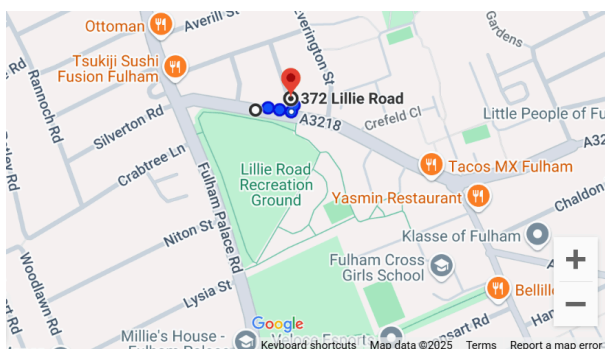 Ottoman
Averill St
Everington St
Gardens
Tsukiji Sushi
Fusion Fulham
Rannoch Rd
372 Lillie Road
Silverton Rd
A3218
Crefeld Cl
Little People of Fu
Crabtree Ln
Tacos MX Fulham
Lillie Road
Recreation
Ground
Yasmin Restaurant
Fulham Palace Rd
Niton St
Klasse of Fulham
Chaldon
Fulham Cross
Girls School
Woodlawn Rd
Lysia St
Bellill
Google
Millie's House -
Keyboard shortcuts
Map data ©2025
Terms
Report a map error